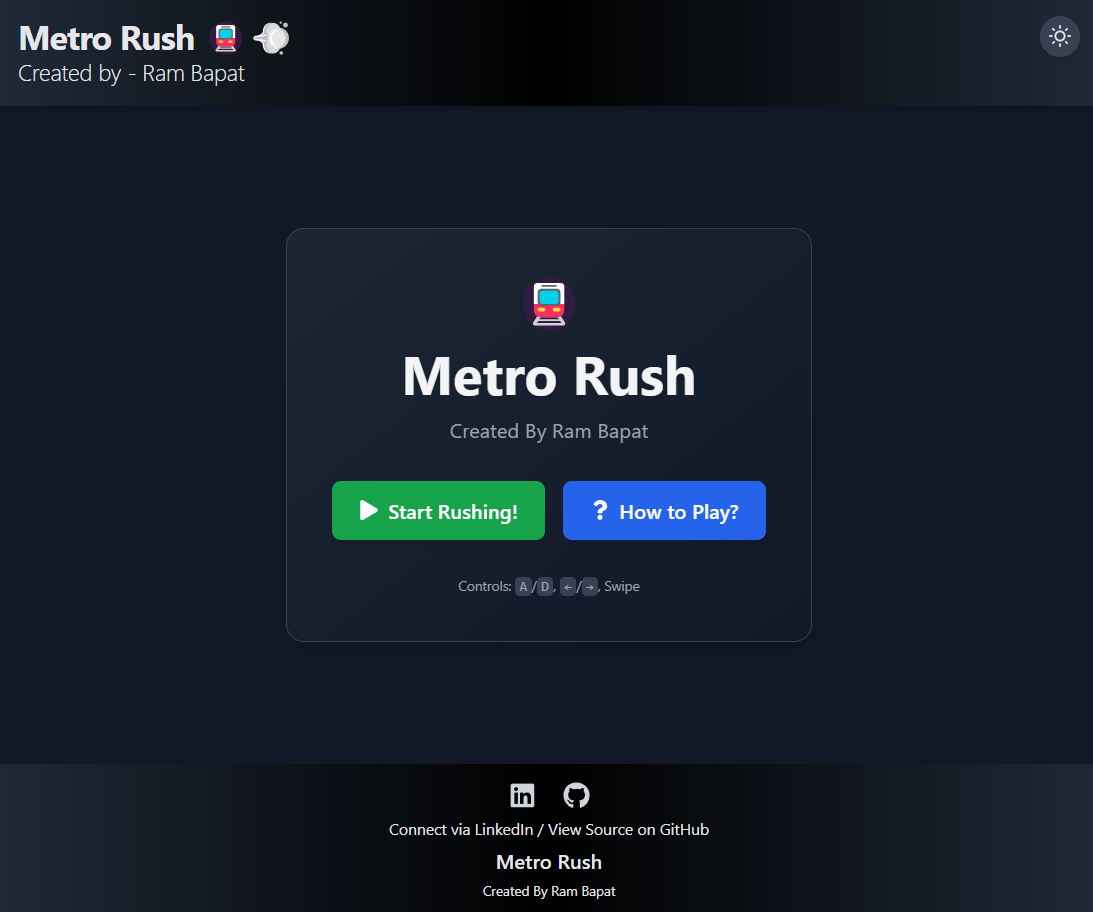 Metro Rush 🚇 💨
Created by - Ram Bapat
Metro Rush
Created By Ram Bapat
Start Rushing!
? How to Play?
Controls: A/D, ←/→, Swipe
in
Connect via LinkedIn / View Source on GitHub
Metro Rush
Created By Ram Bapat